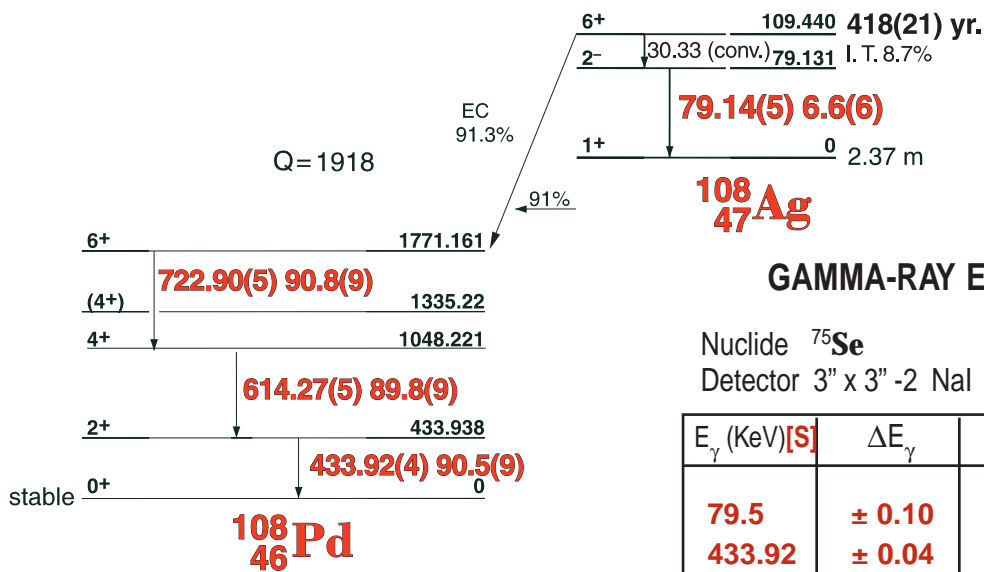 6+ 109.440 418(21) yr.
30.33 (conv.)
2⁻ 79.131 I. T. 8.7%
79.14(5) 6.6(6)
1+ 0 2.37 m
108
47 Ag
EC
91.3%
Q=1918
91%
6+ 1771.161
722.90(5) 90.8(9)
(4+) 1335.22
4+ 1048.221
614.27(5) 89.8(9)
2+ 433.938
433.92(4) 90.5(9)
stable 0+ 0
108
46 Pd
GAMMA-RAY E
Nuclide ⁷⁵Se
Detector 3” x 3” -2 NaI
Eγ (KeV)[S] ΔEγ
79.5 ± 0.10
433.92 ± 0.04